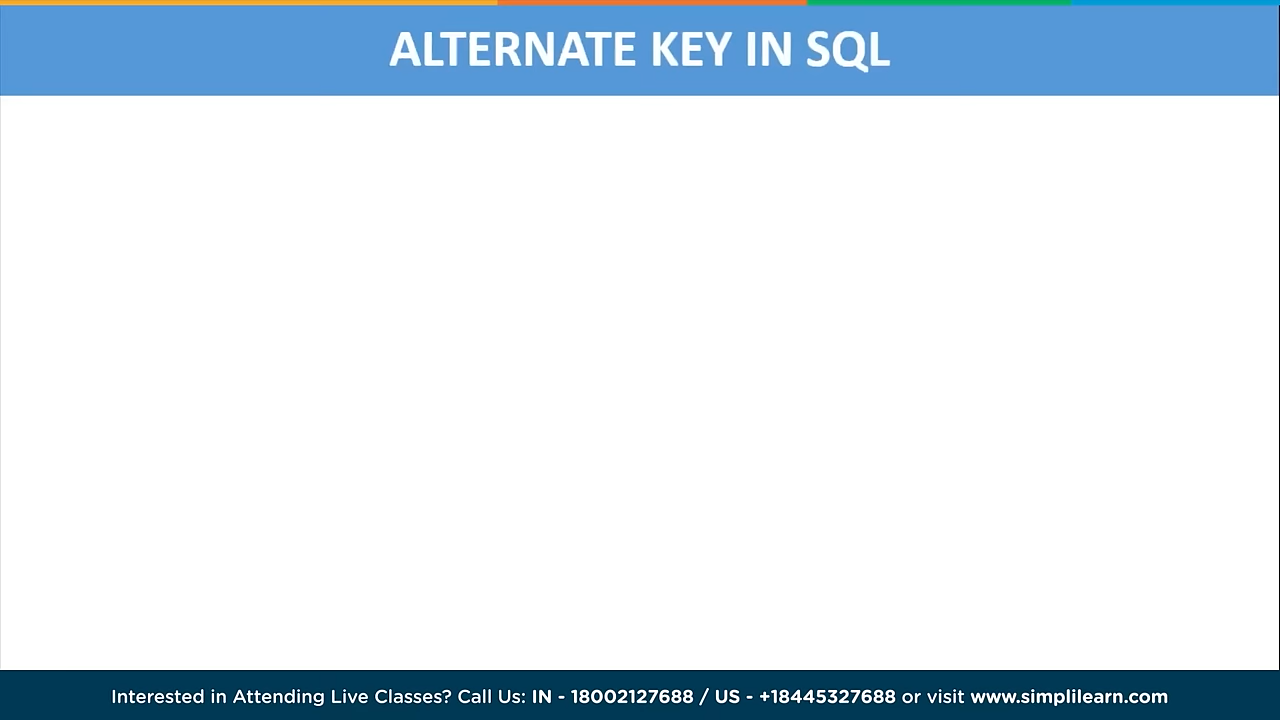 ALTERNATE KEY IN SQL
Interested in Attending Live Classes? Call Us: IN - 18002127688 / US - +18445327688 or visit www.simplilearn.com